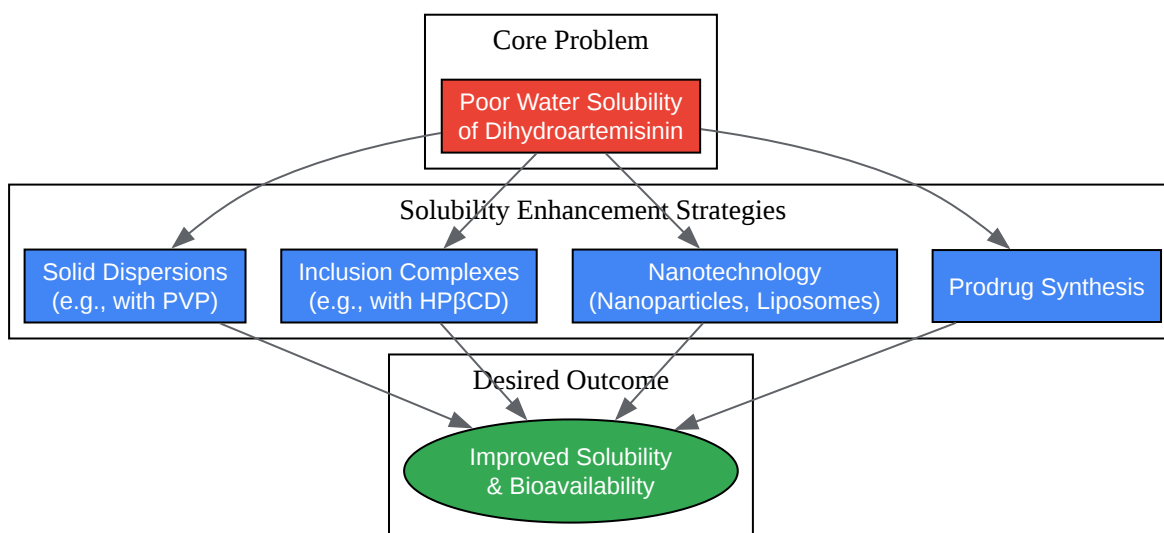 Core Problem
Poor Water Solubility
of Dihydroartemisinin
Solubility Enhancement Strategies
Solid Dispersions
(e.g., with PVP)
Inclusion Complexes
(e.g., with HPβCD)
Nanotechnology
(Nanoparticles, Liposomes)
Prodrug Synthesis
Desired Outcome
Improved Solubility
& Bioavailability